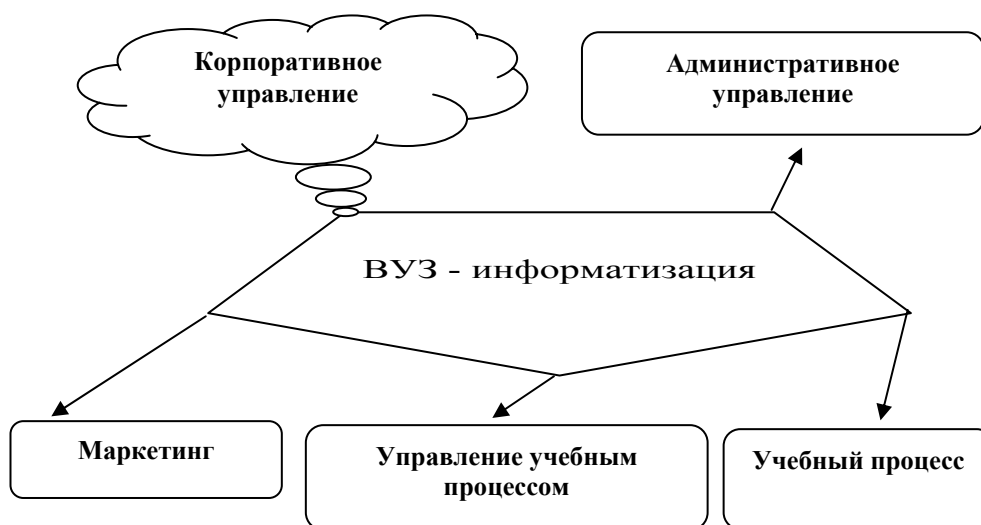 Корпоративное
управление
Административное
управление
ВУЗ - информатизация
Маркетинг
Управление учебным
процессом
Учебный процесс